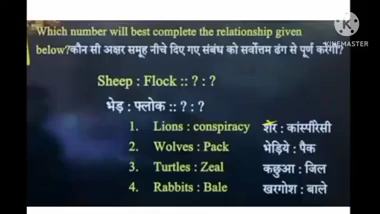 Which number will best complete the relationship given
below?कौन सी अक्षर समूह नीचे दिए गए संबंध को सर्वोत्तम ढंग से पूर्ण करेगा?
KINEMASTER
Sheep : Flock :: ? : ?
भेड़ : फ्लोक :: ? : ?
1. Lions : conspiracy शेर : कांस्पीरेसी
2. Wolves : Pack भेड़िये : पैक
3. Turtles : Zeal कछुआ : जिल
4. Rabbits : Bale खरगोश : बाले